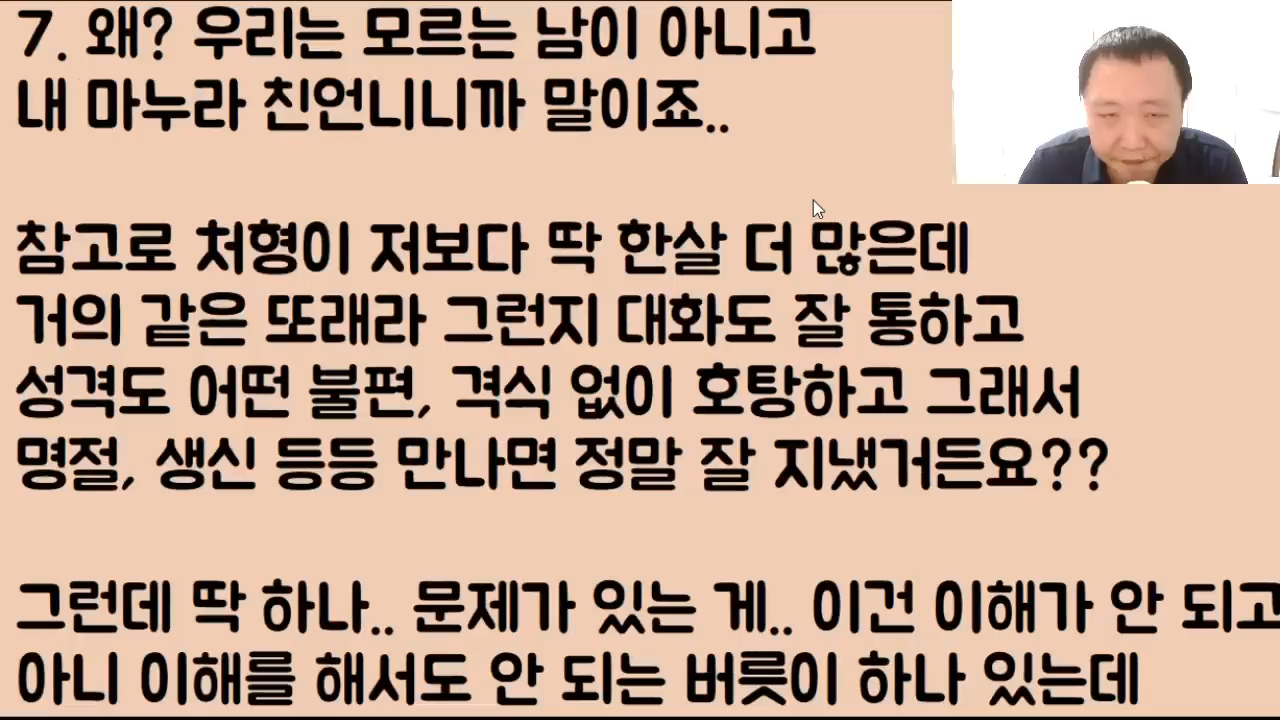 7. 왜? 우리는 모르는 남이 아니고
내 마누라 친언니니까 말이죠..
참고로 처형이 저보다 딱 한살 더 많은데
거의 같은 또래라 그런지 대화도 잘 통하고
성격도 어떤 불편, 격식 없이 호탕하고 그래서
명절, 생신 등등 만나면 정말 잘 지냈거든요??
그런데 딱 하나.. 문제가 있는 게.. 이건 이해가 안 되고
아니 이해를 해서도 안 되는 버릇이 하나 있는데